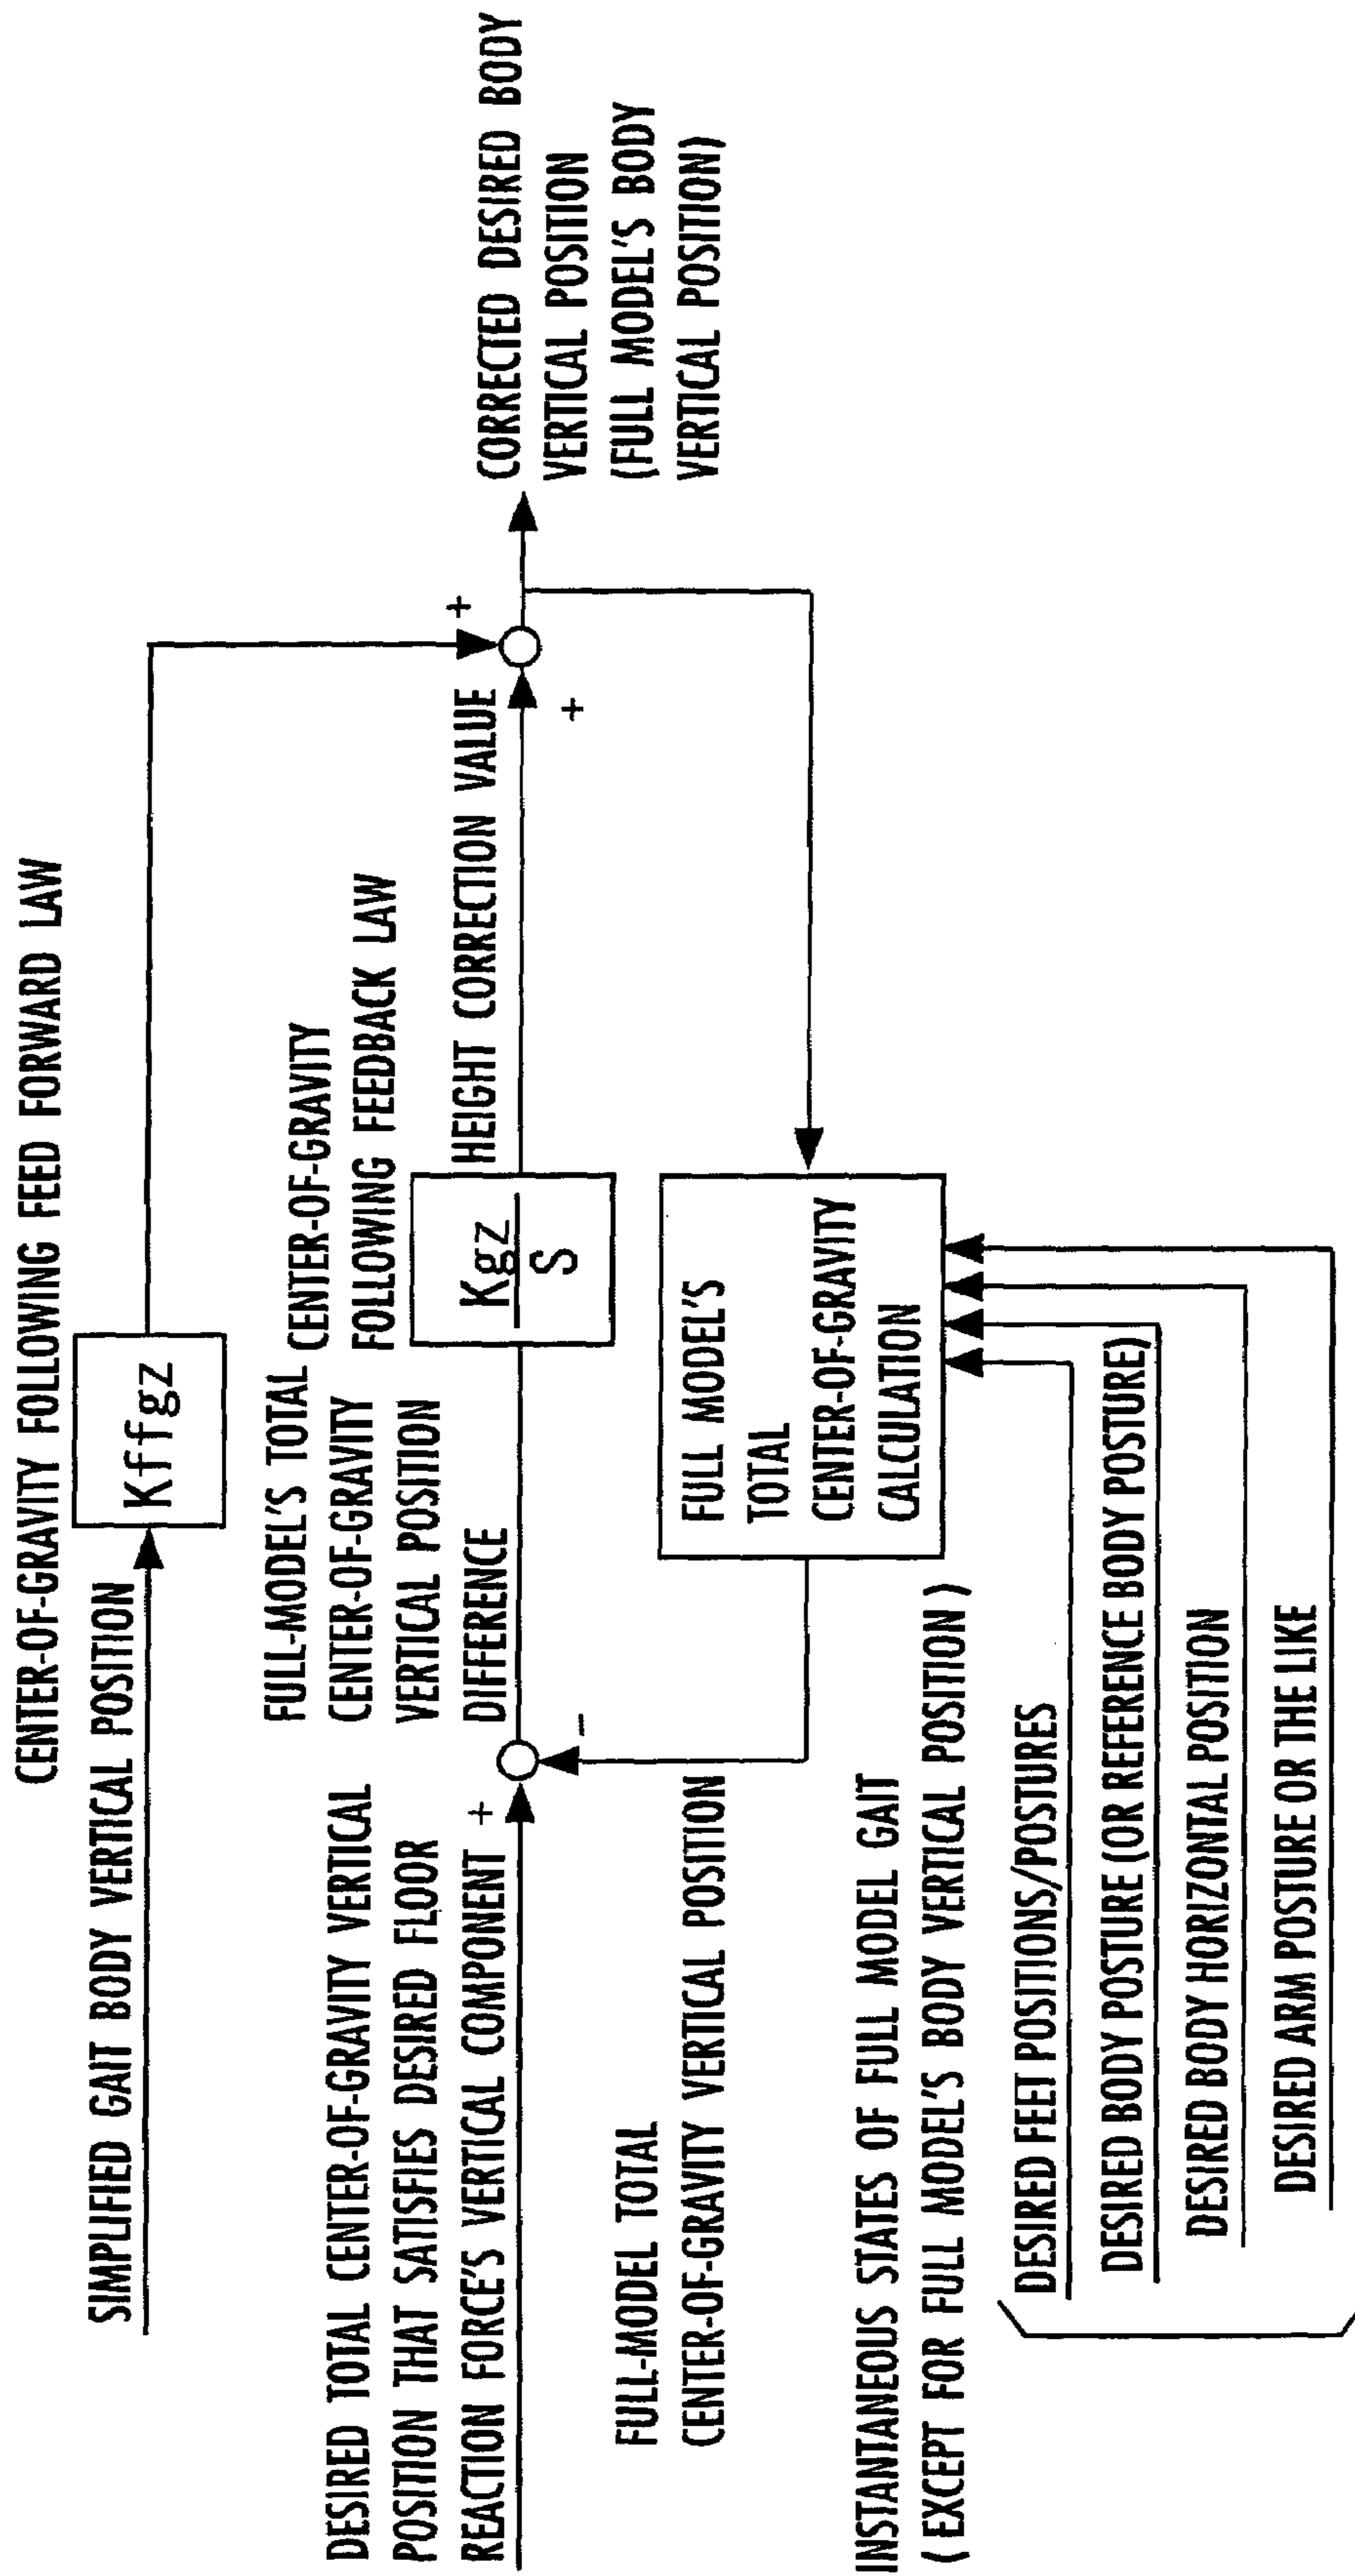 CENTER-OF-GRAVITY FOLLOWING FEED FORWARD LAW
SIMPLIFIED GAIT BODY VERTICAL POSITION
Kffgz
FULL-MODEL'S TOTAL
CENTER-OF-GRAVITY
VERTICAL POSITION
DIFFERENCE
CENTER-OF-GRAVITY
FOLLOWING FEEDBACK LAW
DESIRED TOTAL CENTER-OF-GRAVITY VERTICAL
POSITION THAT SATISFIES DESIRED FLOOR
REACTION FORCE'S VERTICAL COMPONENT
+
-
Kgz
S
HEIGHT CORRECTION VALUE
+
+
CORRECTED DESIRED BODY
VERTICAL POSITION
(FULL MODEL'S BODY
VERTICAL POSITION)
FULL-MODEL TOTAL
CENTER-OF-GRAVITY VERTICAL POSITION
FULL MODEL'S
TOTAL
CENTER-OF-GRAVITY
CALCULATION
INSTANTANEOUS STATES OF FULL MODEL GAIT
(EXCEPT FOR FULL MODEL'S BODY VERTICAL POSITION)
DESIRED FEET POSITIONS/POSTURES
DESIRED BODY POSTURE (OR REFERENCE BODY POSTURE)
DESIRED BODY HORIZONTAL POSITION
DESIRED ARM POSTURE OR THE LIKE